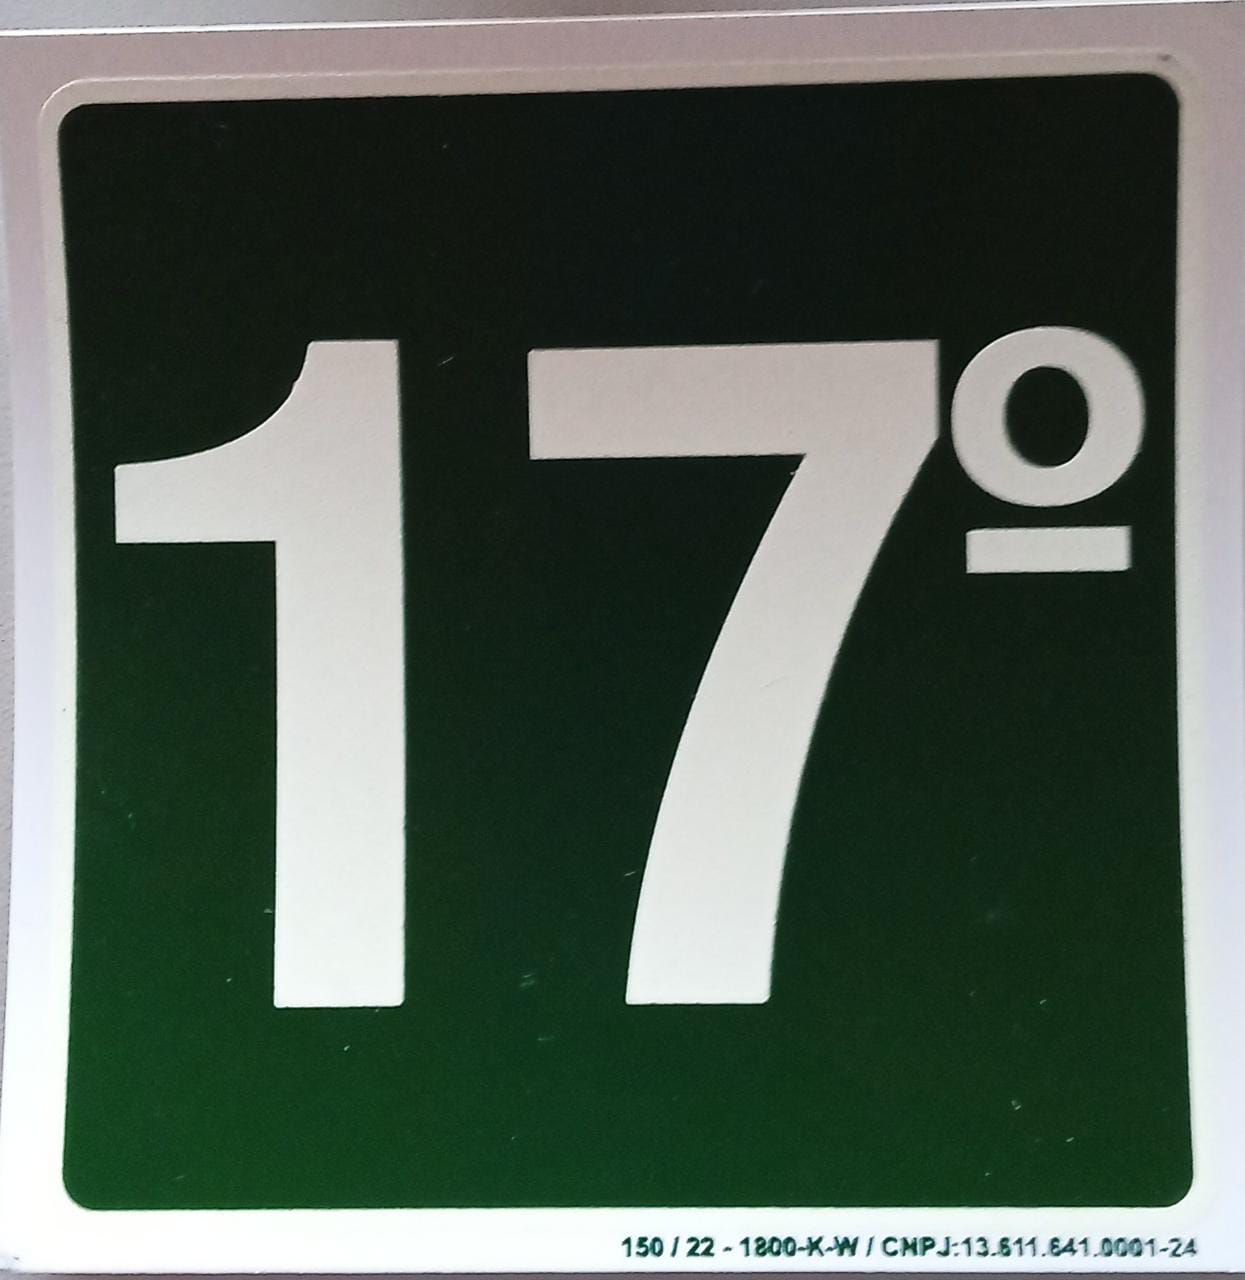 17º
150 / 22 - 1800-K-W / CNPJ:13.611.641.0001-24